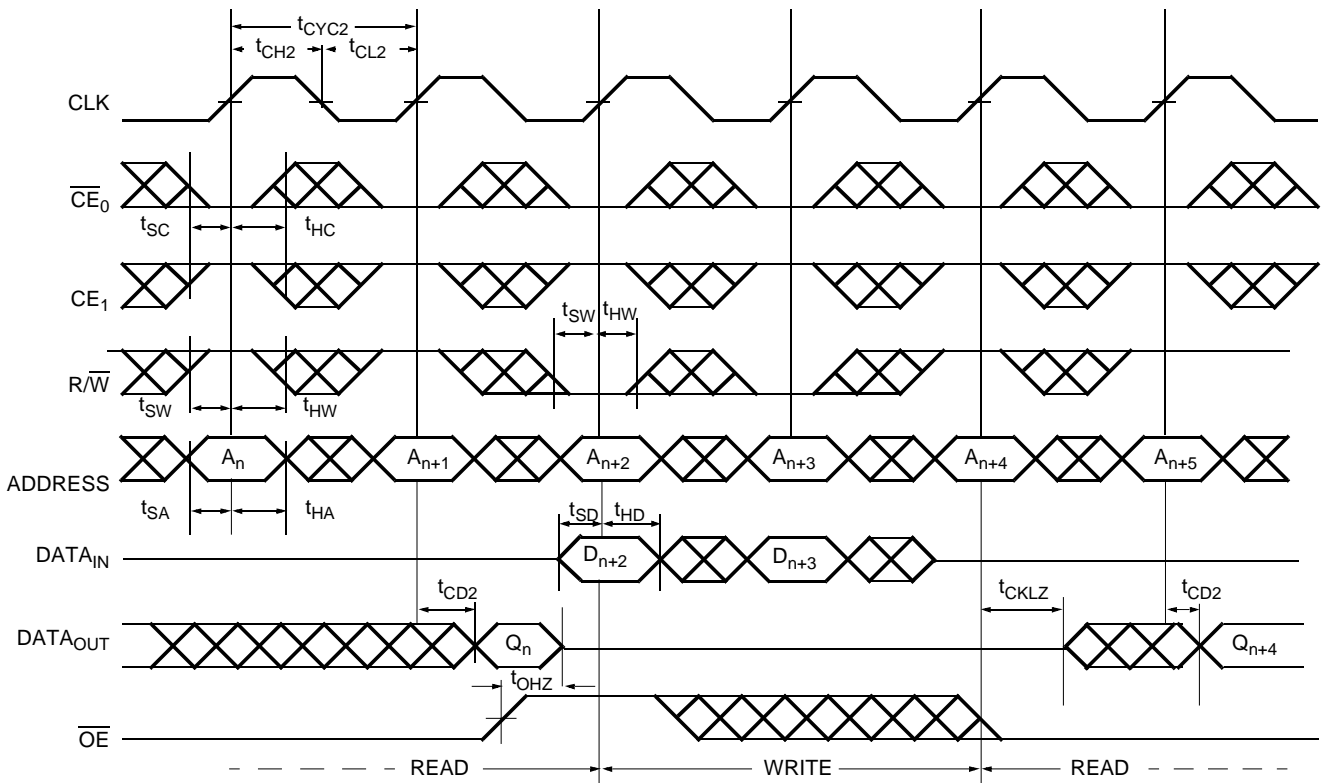 tCYC2
tCH2 tCL2
CLK
CE0
tSC tHC
CE1
tSW tHW
R/W
tSW tHW
An An+1 An+2 An+3 An+4 An+5
ADDRESS
tSA tHA
tSD tHD
DATAIN
Dn+2 Dn+3
tCD2 tCKLZ tCD2
DATAOUT
Qn Qn+4
tOHZ
OE
READ WRITE READ